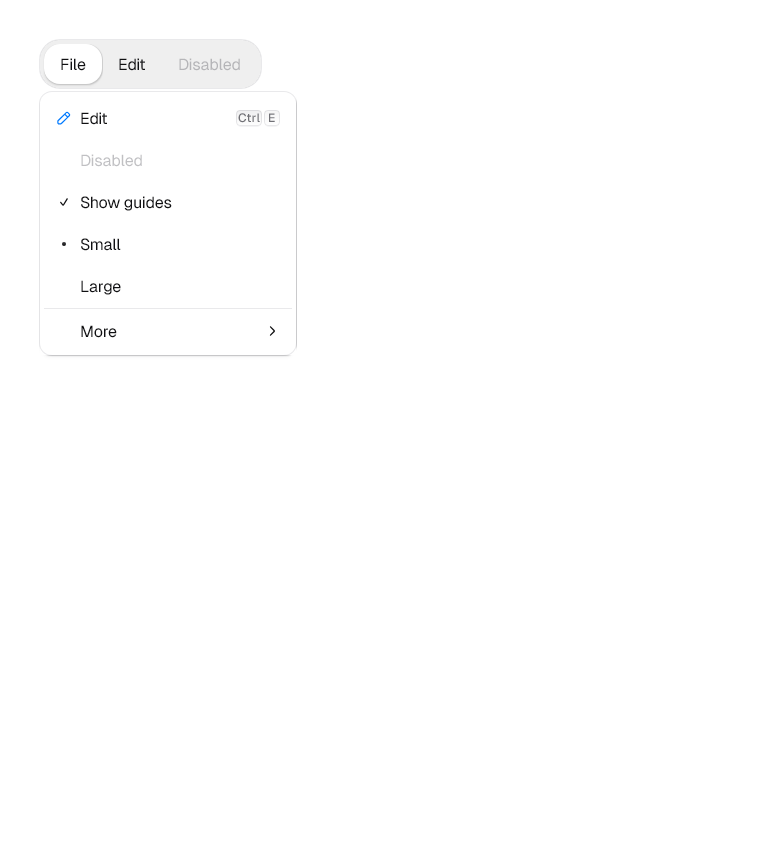 File Edit Disabled
Edit Ctrl E
Disabled
Show guides
Small
Large
More